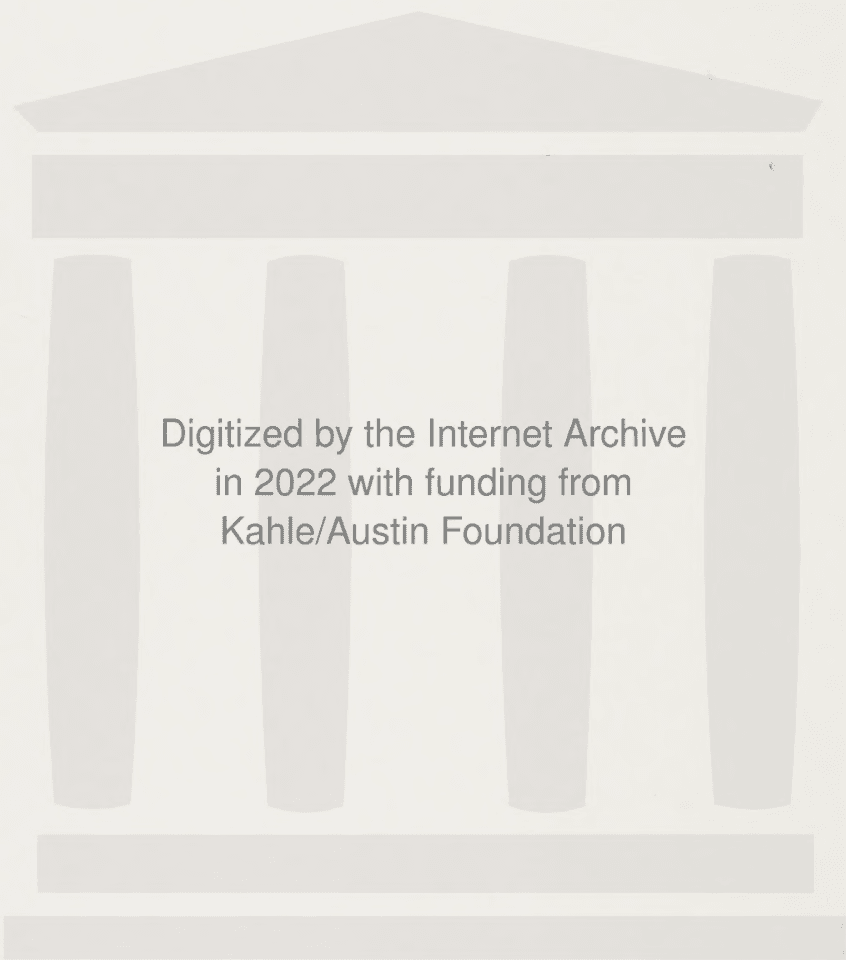 Digitized by the Internet Archive
in 2022 with funding from
Kahle/Austin Foundation